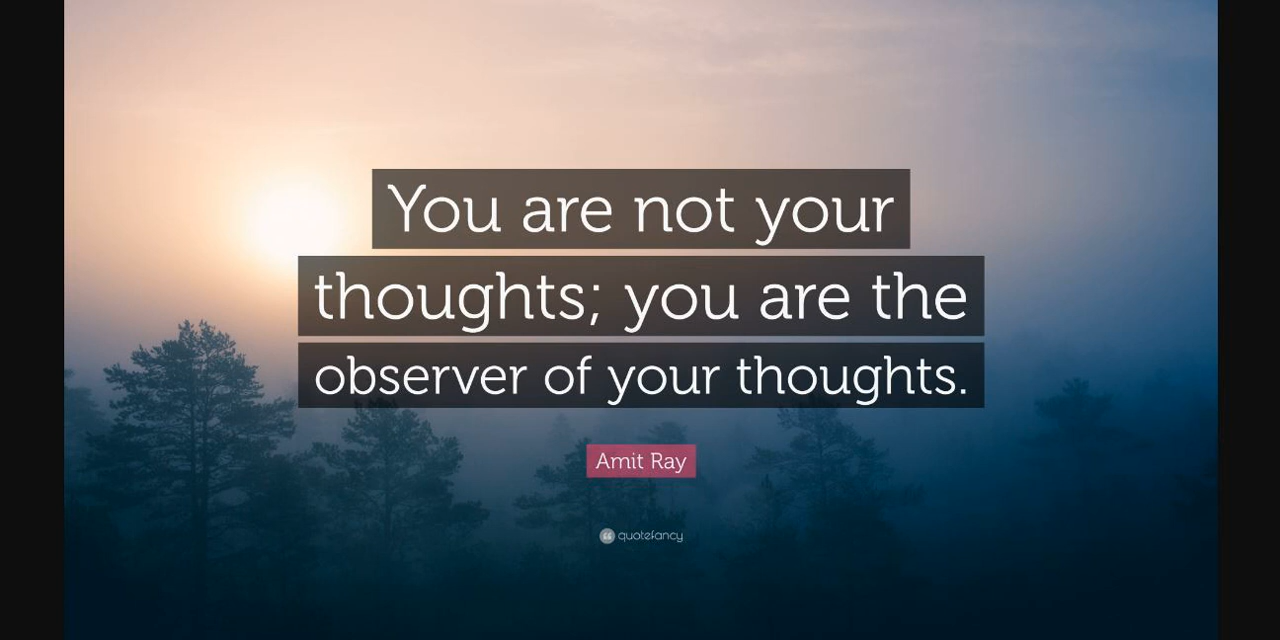 You are not your
thoughts; you are the
observer of your thoughts.
Amit Ray
quotefancy